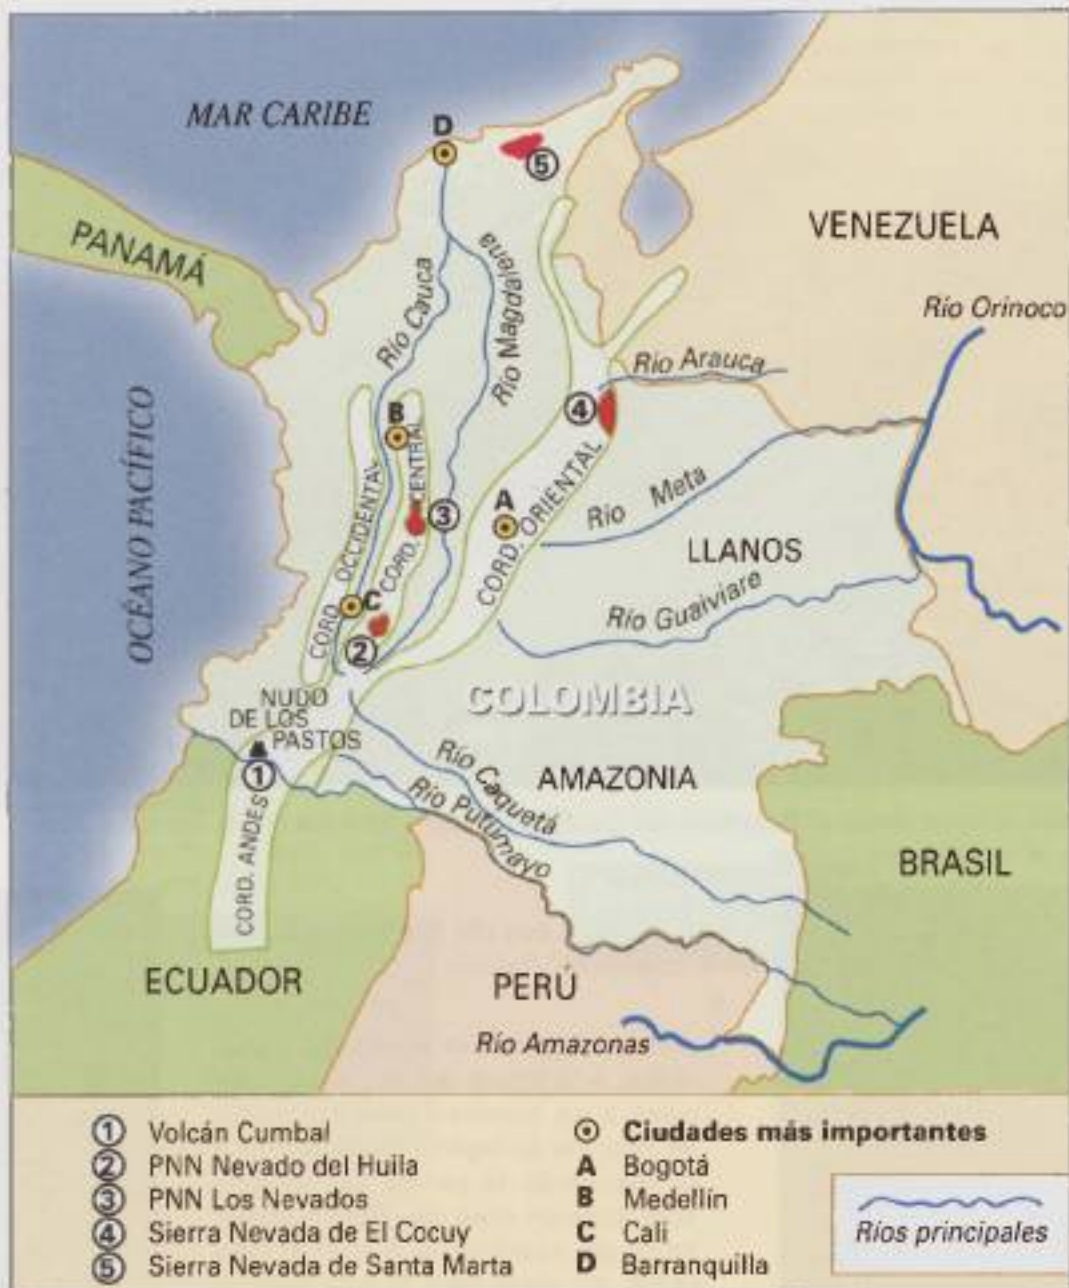 MAR CARIBE
D
5
PANAMÁ
VENEZUELA
Río Cauca
Río Magdalena
Río Orinoco
Río Arauca
OCÉANO PACÍFICO
B
4
CORD. OCCIDENTAL
CORD. CENTRAL
3
A
CORD. ORIENTAL
Río Meta
LLANOS
C
Río Guaiviare
2
NUDO
DE LOS
PASTOS
COLOMBIA
1
Río Caquetá
AMAZONIA
Río Putumayo
CORD. ANDES
BRASIL
ECUADOR
PERÚ
Río Amazonas
1 Volcán Cumbal
2 PNN Nevado del Huila
3 PNN Los Nevados
4 Sierra Nevada de El Cocuy
5 Sierra Nevada de Santa Marta
Ciudades más importantes
A Bogotá
B Medellín
C Cali
D Barranquilla
Ríos principales